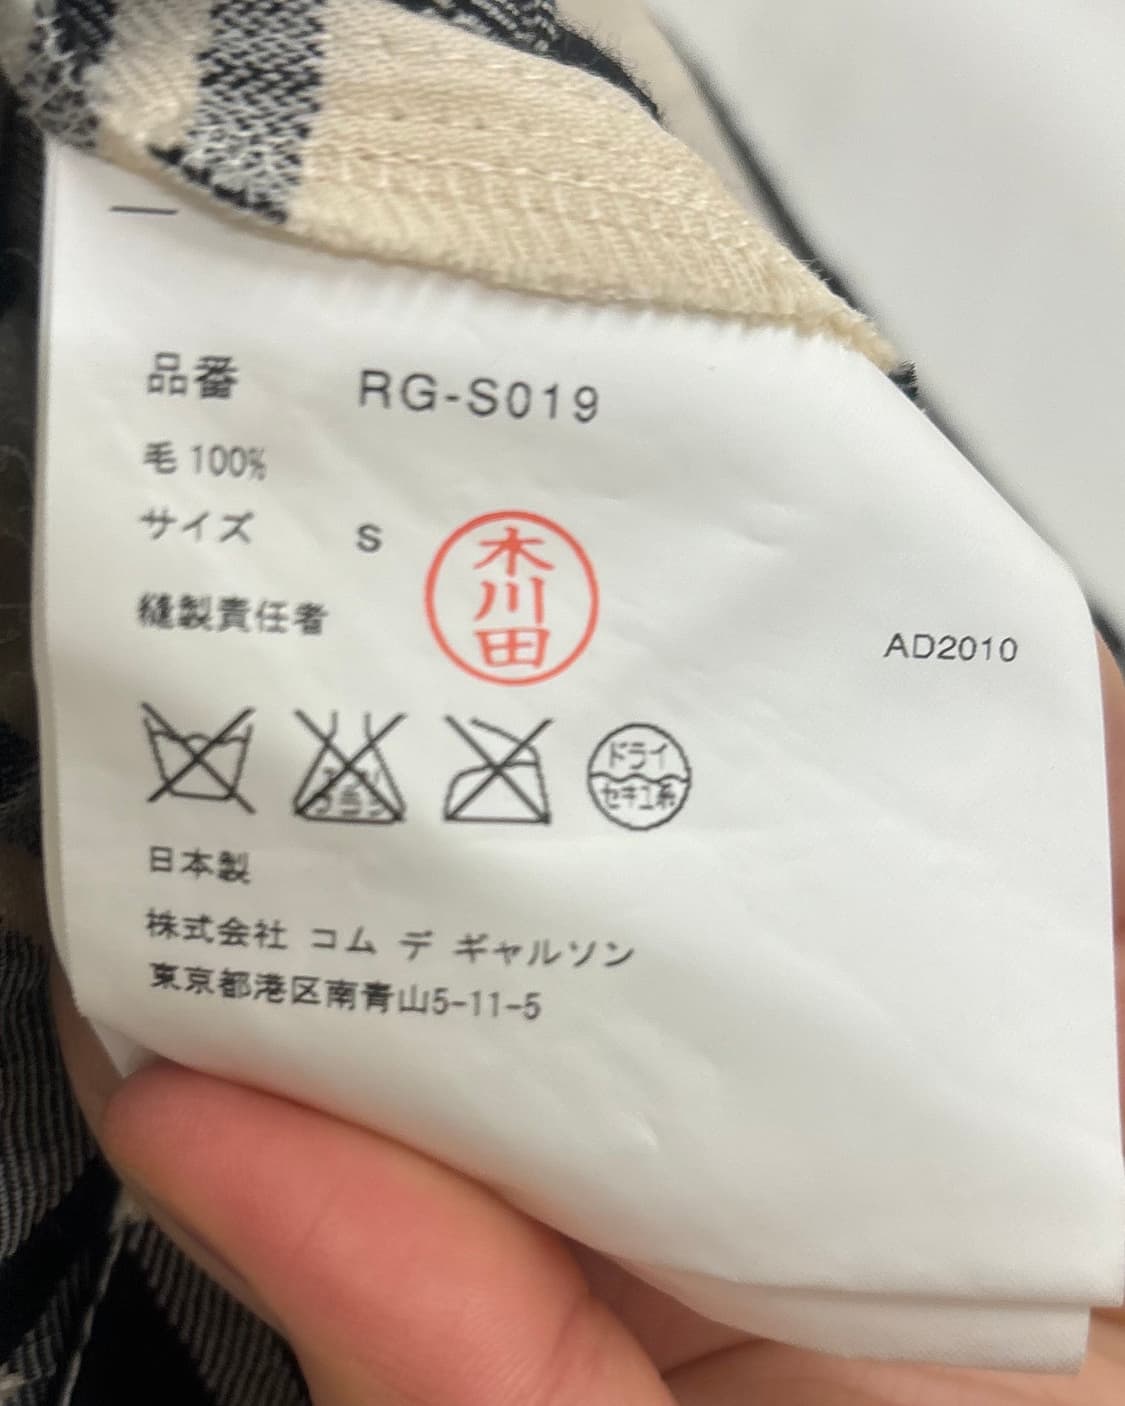 品番 RG-S019
毛 100%
サイズ S
縫製責任者
木川田
AD2010
ドライ
セキユ系
日本製
株式会社 コム デ ギャルソン
東京都港区南青山5-11-5